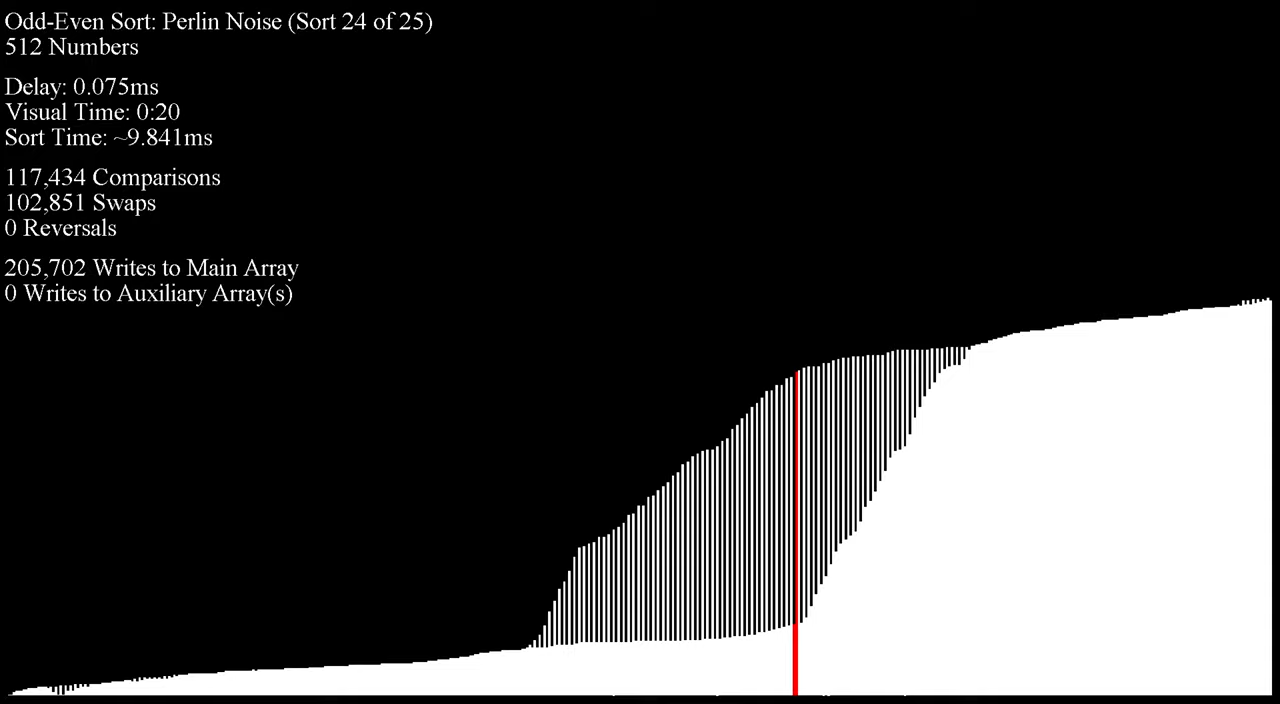 Odd-Even Sort: Perlin Noise (Sort 24 of 25)
512 Numbers
Delay: 0.075ms
Visual Time: 0:20
Sort Time: ~9.841ms
117,434 Comparisons
102,851 Swaps
0 Reversals
205,702 Writes to Main Array
0 Writes to Auxiliary Array(s)